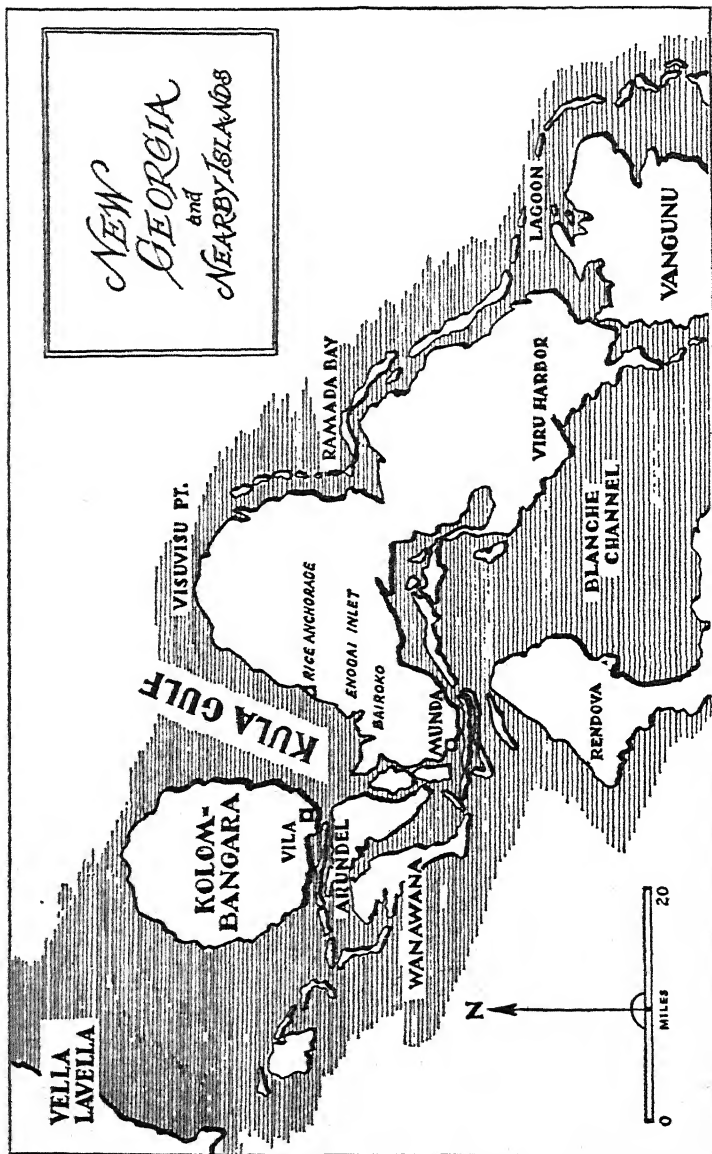 NEW
GEORGIA
and
NEARBY ISLANDS
VELLA
LAVELLA
KOLOM=
BANGARA
VILA
KULA GULF
VISUVISU PT.
RICE ANCHORAGE
ENOGAI INLET
BAIROKO
RAMADA BAY
ARUNDEL
WANAWANA
MUNDA
LAGOON
VIRU HARBOR
VANGUNU
RENDOVA
BLANCHE
CHANNEL
N
0
MILES
20